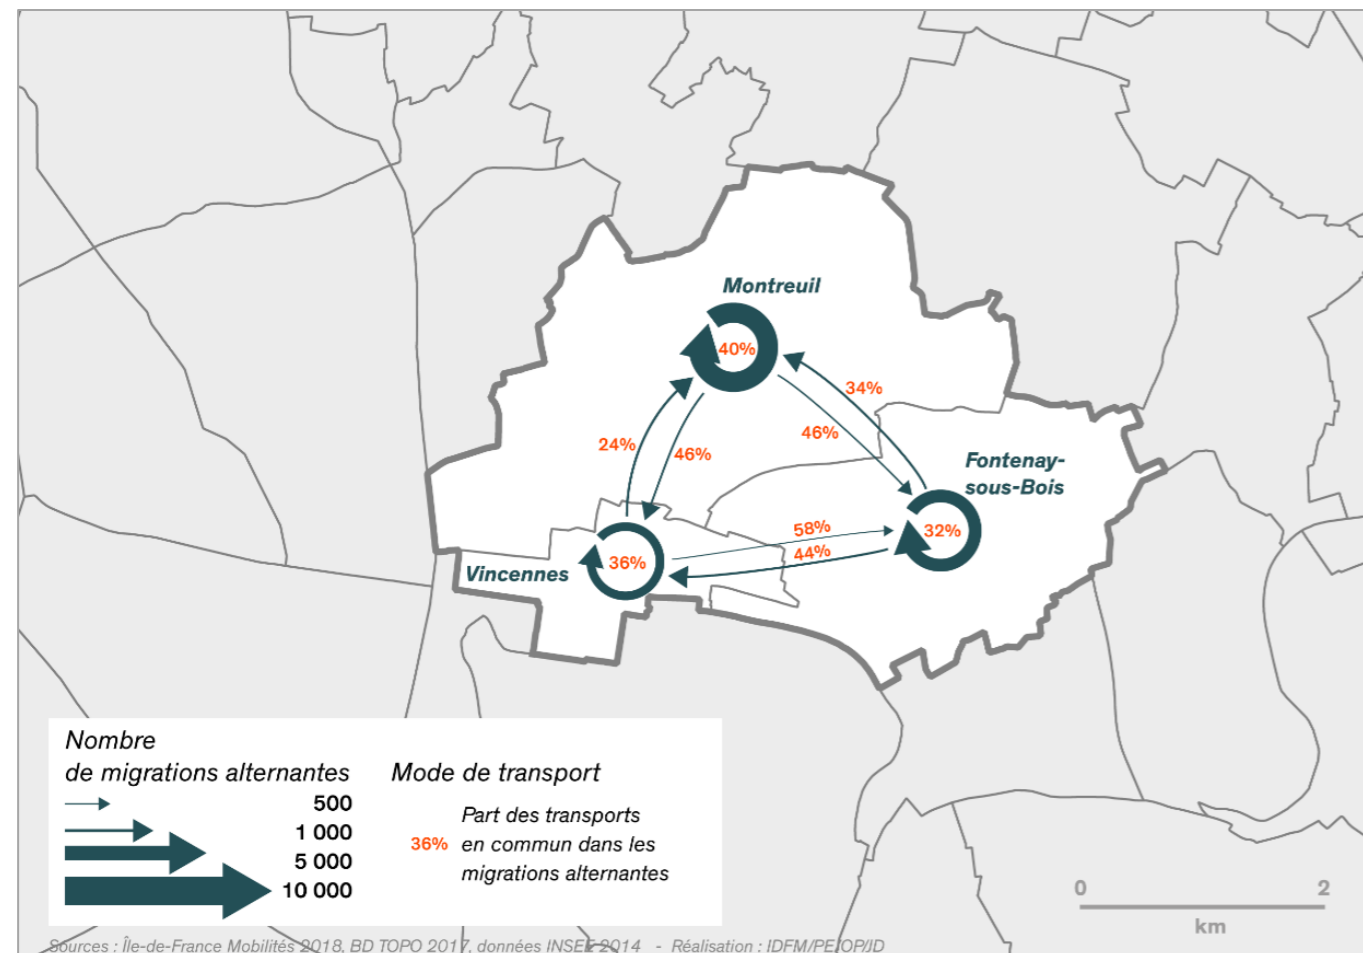 Montreuil
40%
34%
24%
46%
46%
Fontenay-
sous-Bois
58%
32%
44%
36%
Vincennes
Nombre
de migrations alternantes
500
1 000
5 000
10 000
Mode de transport
36%
Part des transports
en commun dans les
migrations alternantes
0 2
km
Sources : Île-de-France Mobilités 2018, BD TOPO 2017, données INSEE 2014 - Réalisation : IDFM/PE/OP/JD